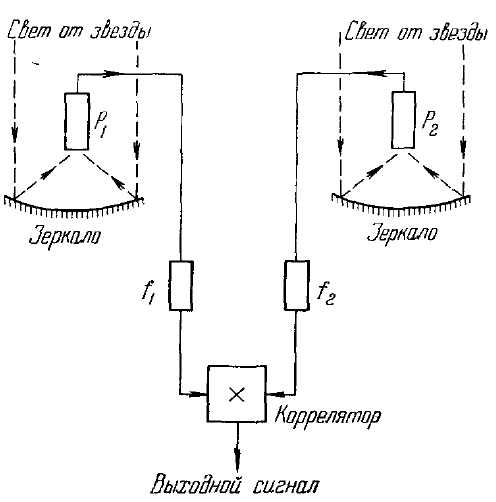 Свет от звезды
Свет от звезды
P1
P2
Зеркало
Зеркало
f1
f2
×
Коррелятор
Выходной сигнал